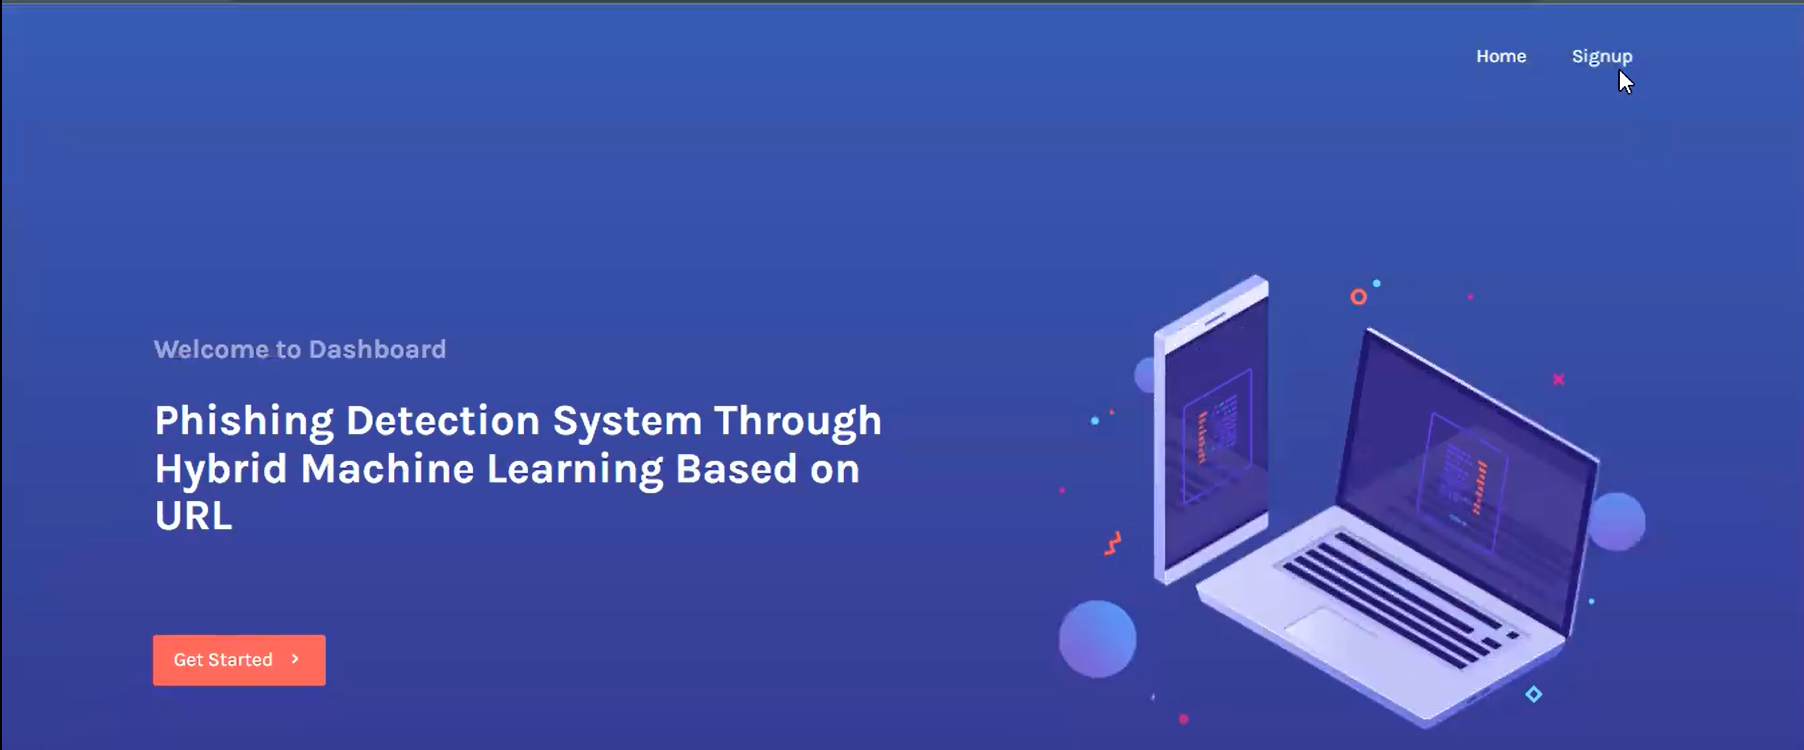 Home Signup
Welcome to Dashboard
Phishing Detection System Through
Hybrid Machine Learning Based on
URL
Get Started